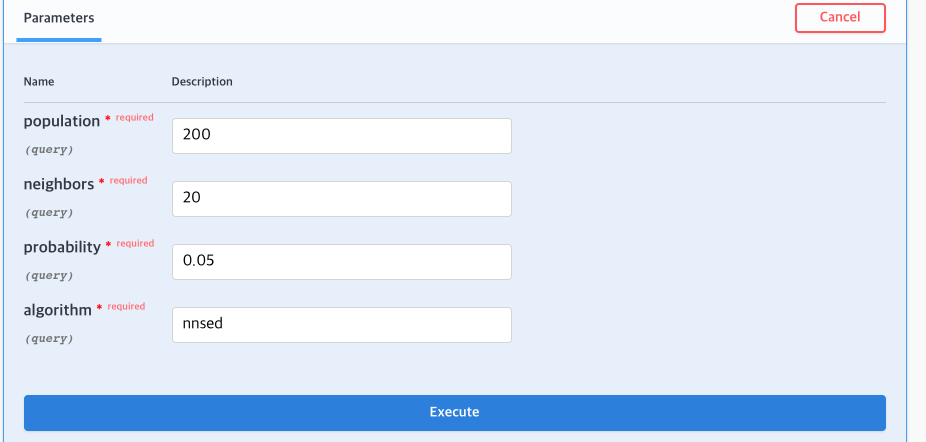 Parameters
Cancel
Name Description
population * required
(query)
200
neighbors * required
(query)
20
probability * required
(query)
0.05
algorithm * required
(query)
nnsed
Execute